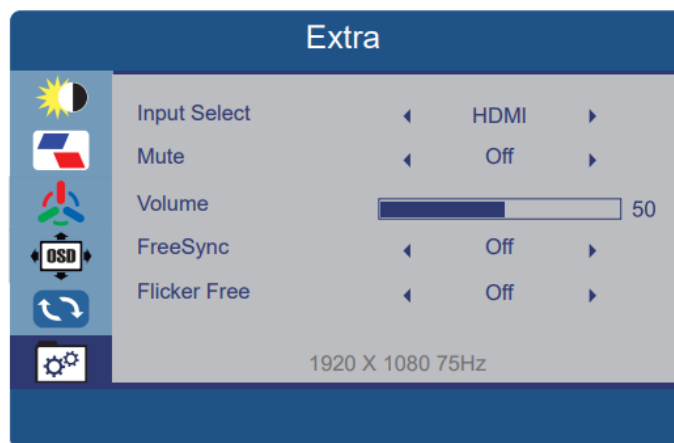 Extra
Input Select HDMI
Mute Off
Volume 50
FreeSync Off
OSD
Flicker Free Off
1920 X 1080 75Hz